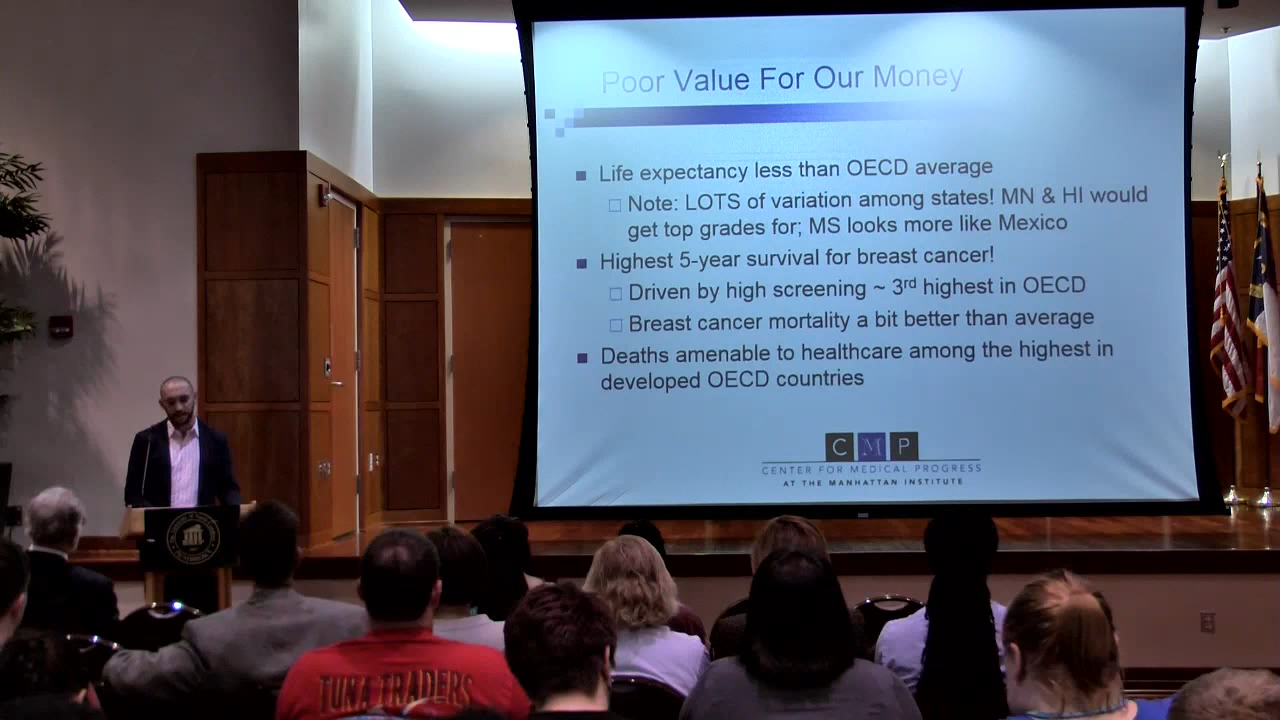 Poor Value For Our Money
Life expectancy less than OECD average
Note: LOTS of variation among states! MN & HI would
get top grades for; MS looks more like Mexico
Highest 5-year survival for breast cancer!
Driven by high screening ~ 3rd highest in OECD
Breast cancer mortality a bit better than average
Deaths amenable to healthcare among the highest in
developed OECD countries
C M P
CENTER FOR MEDICAL PROGRESS
AT THE MANHATTAN INSTITUTE
TUNA TRADERS